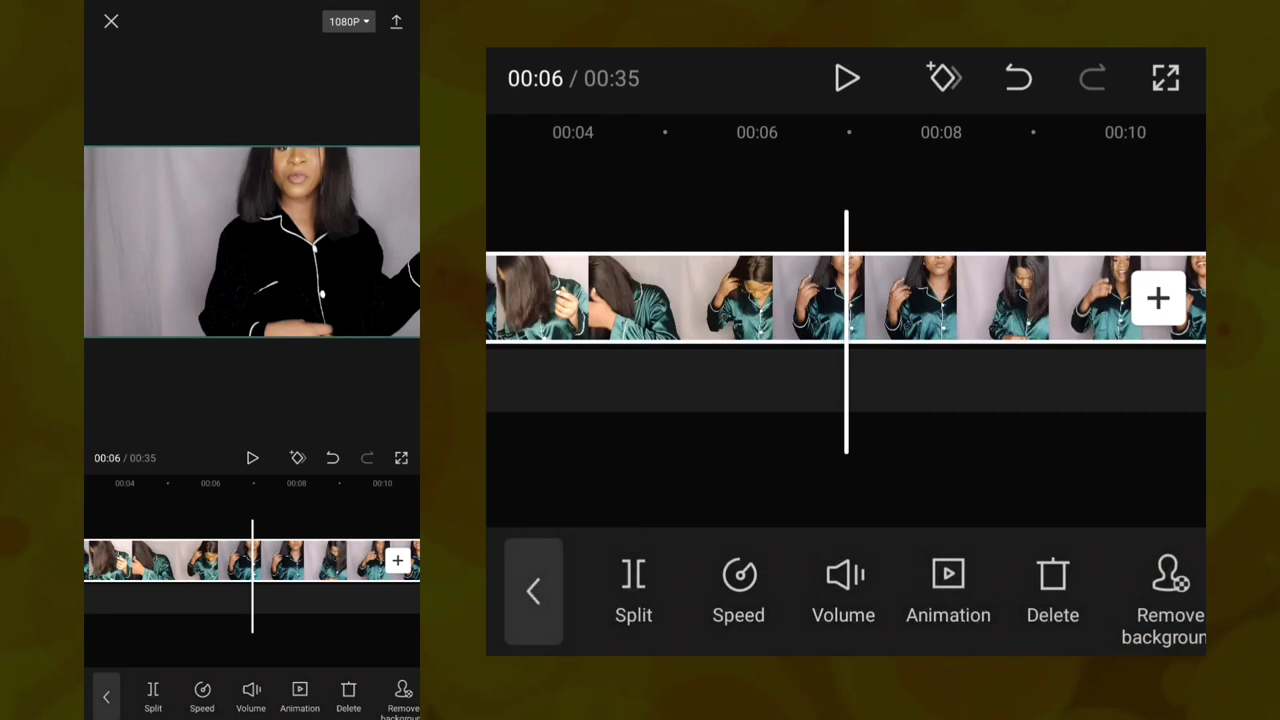 1080P
00:06 / 00:35
00:04
00:06
00:08
00:10
Split
Speed
Volume
Animation
Delete
Remove
backgroun
00:06 / 00:35
00:04
00:06
00:08
00:10
Split
Speed
Volume
Animation
Delete
Remove
backgroun